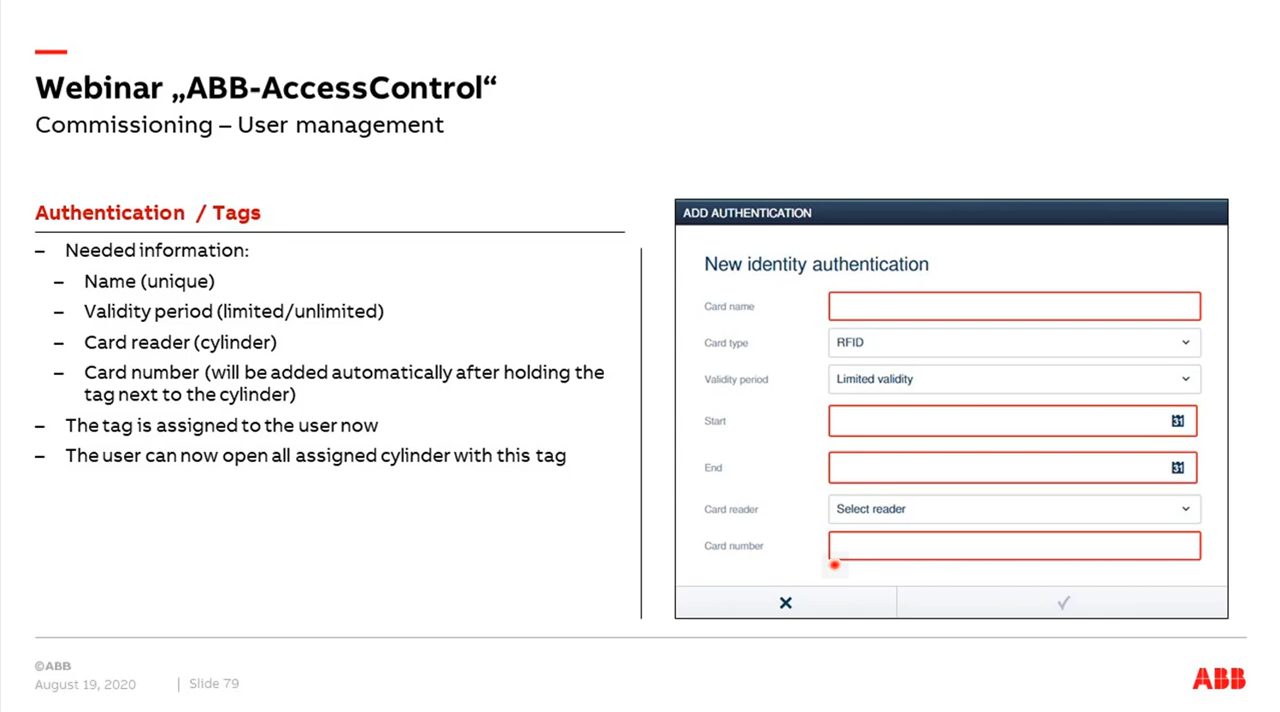 Webinar „ABB-AccessControl“
Commissioning – User management
Authentication / Tags
– Needed information:
– Name (unique)
– Validity period (limited/unlimited)
– Card reader (cylinder)
– Card number (will be added automatically after holding the
tag next to the cylinder)
– The tag is assigned to the user now
– The user can now open all assigned cylinder with this tag
ADD AUTHENTICATION
New identity authentication
Card name
Card type RFID
Validity period Limited validity
Start 31
End 31
Card reader Select reader
Card number
©ABB
August 19, 2020 | Slide 79
ABB